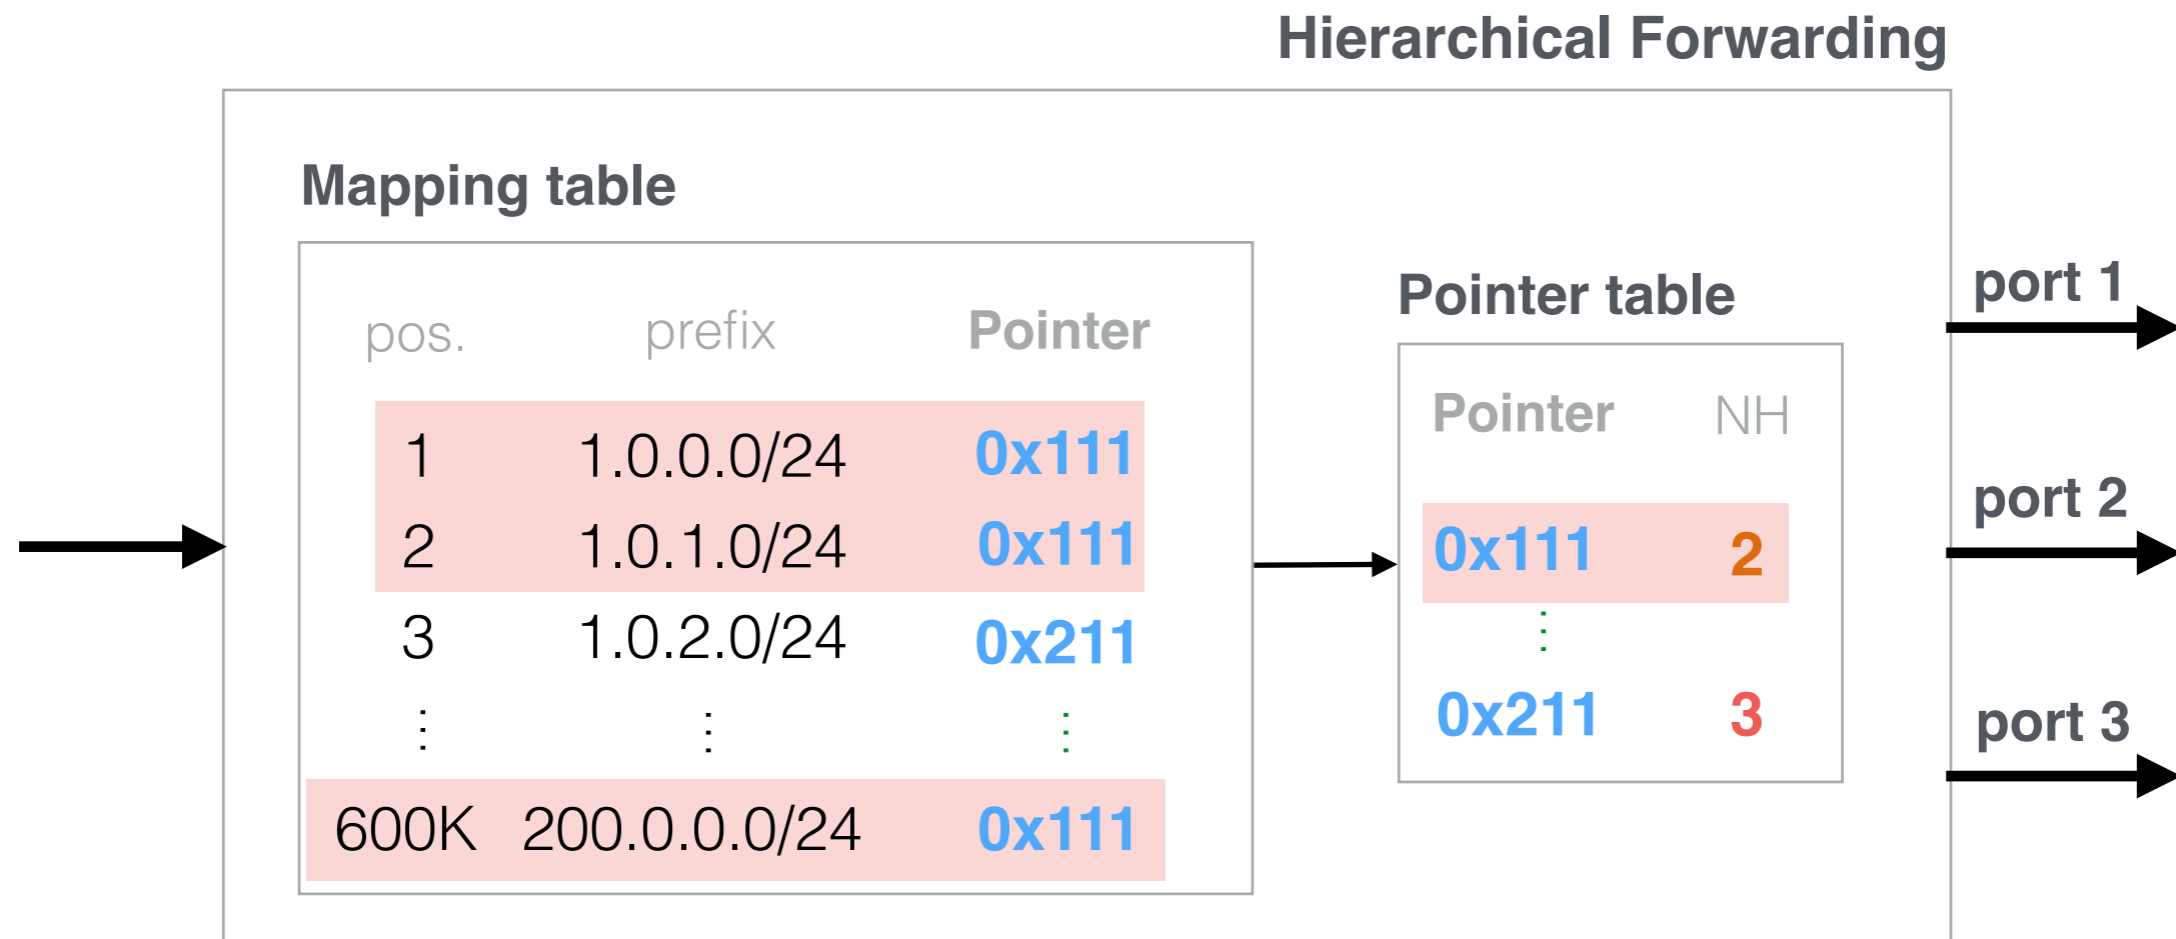 Hierarchical Forwarding
Mapping table
pos. prefix Pointer
1 1.0.0.0/24 0x111
2 1.0.1.0/24 0x111
3 1.0.2.0/24 0x211
⋮ ⋮ ⋮
600K 200.0.0.0/24 0x111
Pointer table
Pointer NH
0x111 2
⋮
0x211 3
port 1
port 2
port 3